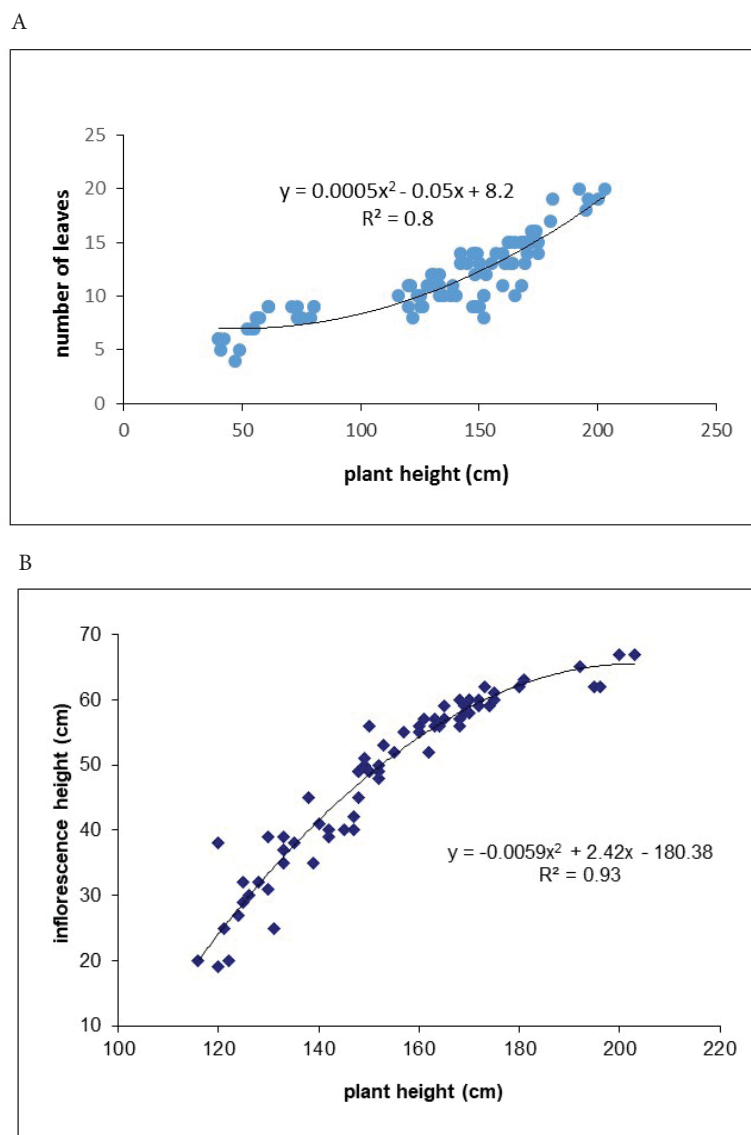 A
25
20
15
10
5
0
number of leaves
y = 0.0005x² - 0.05x + 8.2
R² = 0.8
0 50 100 150 200 250
plant height (cm)
B
70
60
50
40
30
20
10
inflorescence height (cm)
y = -0.0059x² + 2.42x - 180.38
R² = 0.93
100 120 140 160 180 200 220
plant height (cm)